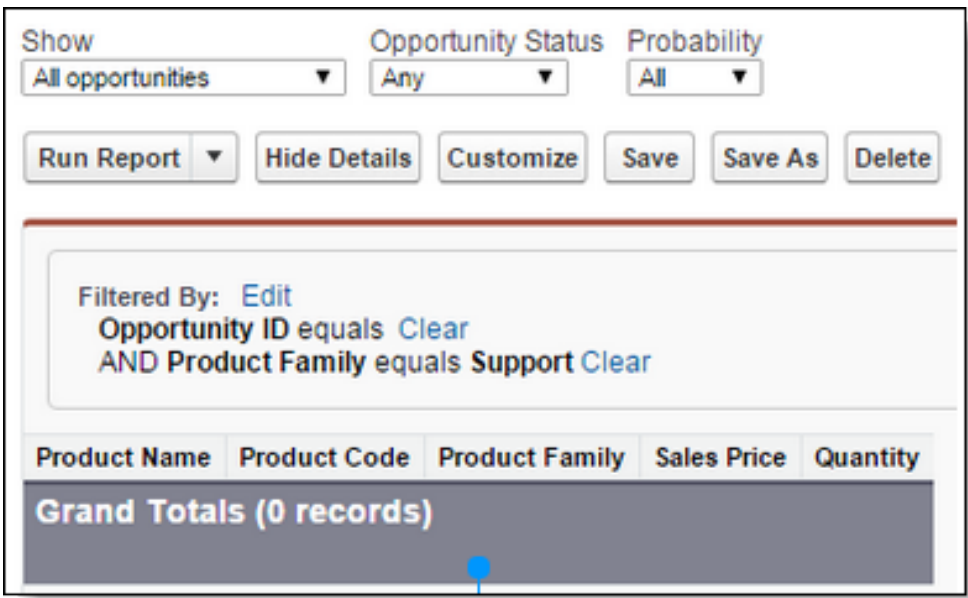 Show Opportunity Status Probability
All opportunities Any All
Run Report Hide Details Customize Save Save As Delete
Filtered By: Edit
Opportunity ID equals Clear
AND Product Family equals Support Clear
Product Name Product Code Product Family Sales Price Quantity
Grand Totals (0 records)